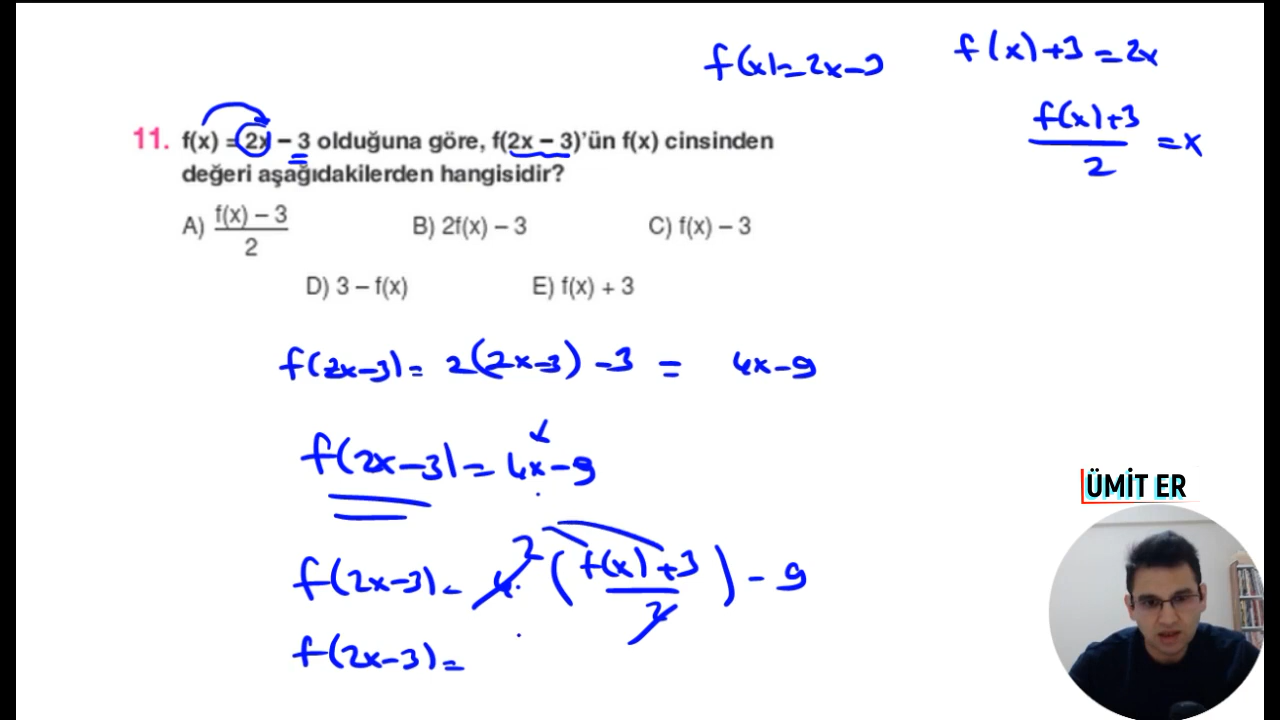 f(x) = 2x - 3
f(x) + 3 = 2x
f(x) + 3 / 2 = x
11. f(x) = 2x – 3 olduğuna göre, f(2x – 3)'ün f(x) cinsinden
değeri aşağıdakilerden hangisidir?
A) f(x) – 3 / 2 B) 2f(x) – 3 C) f(x) – 3
D) 3 – f(x) E) f(x) + 3
f(2x-3) = 2(2x-3) - 3 = 4x - 9
f(2x-3) = 4x - 9
f(2x-3) = 4 2 ( f(x) + 3 / 2 ) - 9
f(2x-3) =
ÜMİT ER